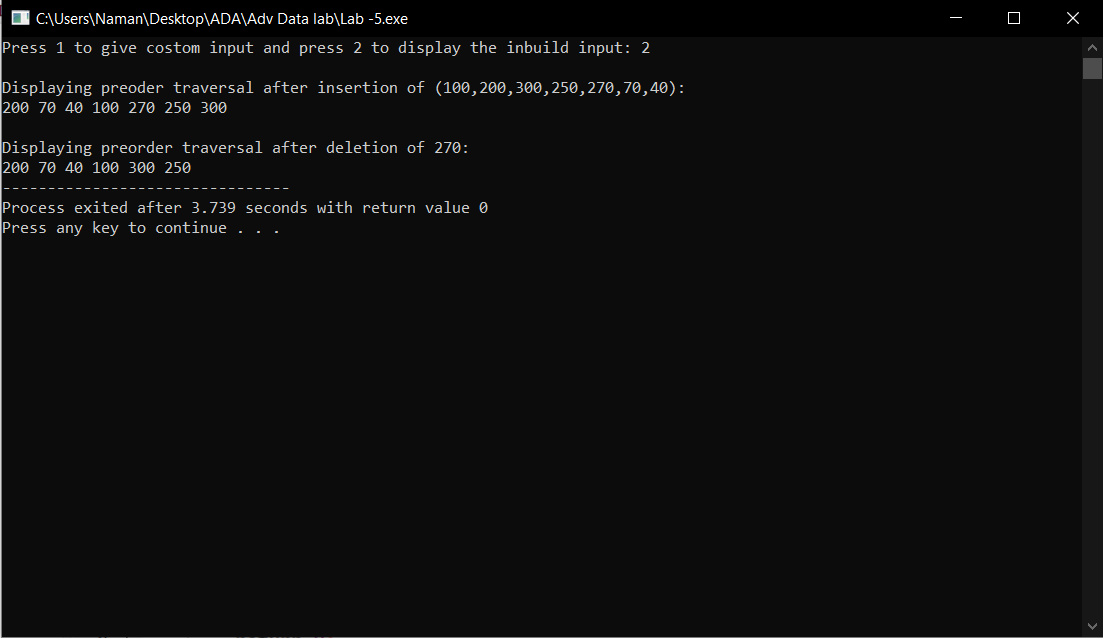 C:\Users\Naman\Desktop\ADA\Adv Data lab\Lab -5.exe
Press 1 to give costom input and press 2 to display the inbuild input: 2
Displaying preoder traversal after insertion of (100,200,300,250,270,70,40):
200 70 40 100 270 250 300
Displaying preorder traversal after deletion of 270:
200 70 40 100 300 250
--------------------------------
Process exited after 3.739 seconds with return value 0
Press any key to continue . . .